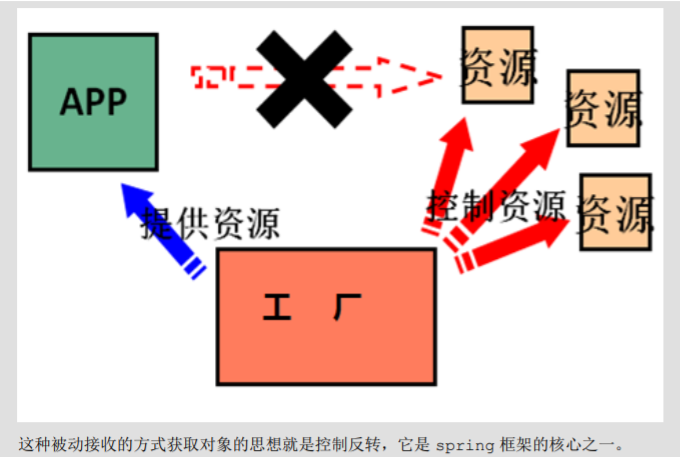 APP
资源
资源
资源
提供资源
控制资源
工 厂
这种被动接收的方式获取对象的思想就是控制反转，它是 spring 框架的核心之一。